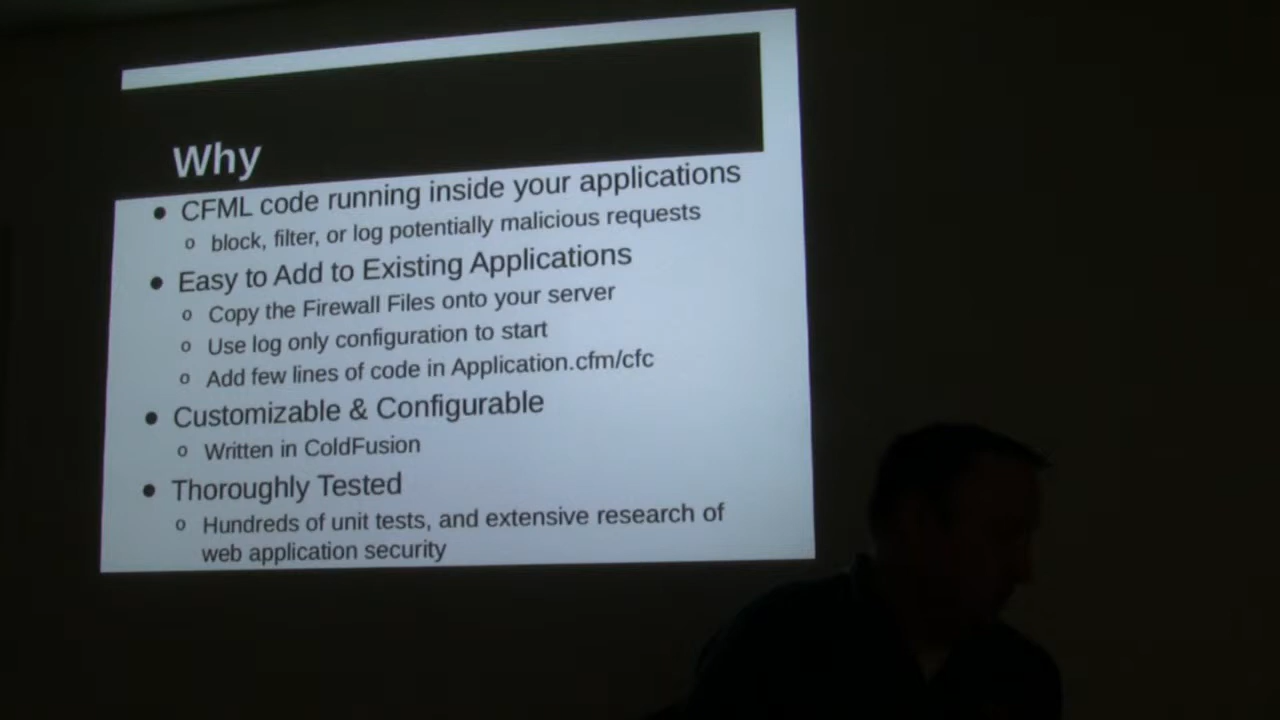 Why
• CFML code running inside your applications
o block, filter, or log potentially malicious requests
• Easy to Add to Existing Applications
o Copy the Firewall Files onto your server
o Use log only configuration to start
o Add few lines of code in Application.cfm/cfc
• Customizable & Configurable
o Written in ColdFusion
• Thoroughly Tested
o Hundreds of unit tests, and extensive research of
web application security